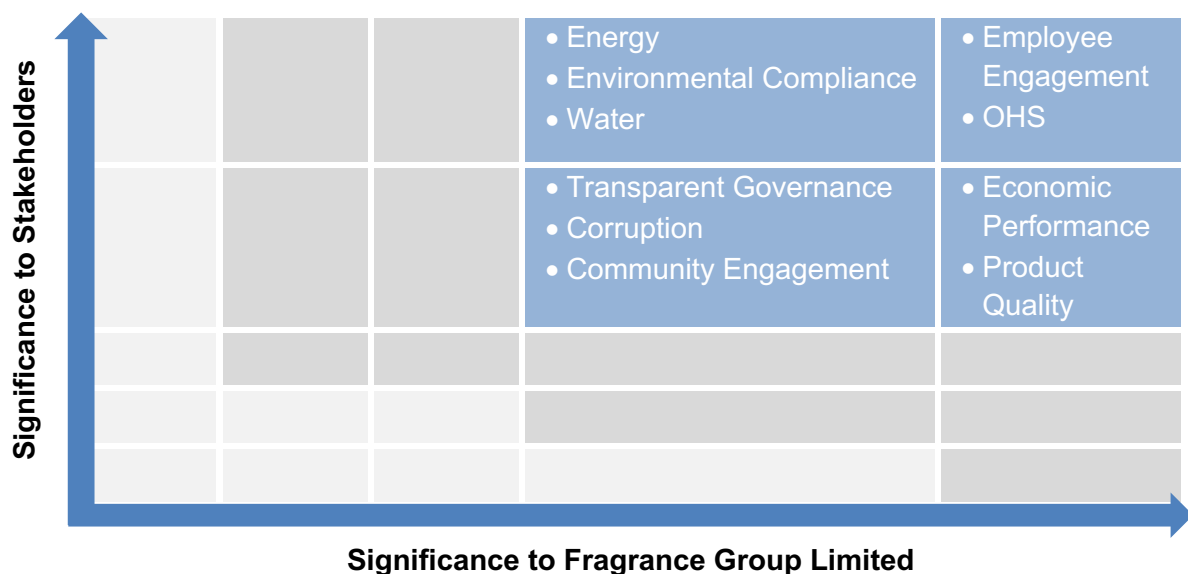 Significance to Stakeholders
• Energy
• Environmental Compliance
• Water
• Employee
Engagement
• OHS
• Transparent Governance
• Corruption
• Community Engagement
• Economic
Performance
• Product
Quality
Significance to Fragrance Group Limited